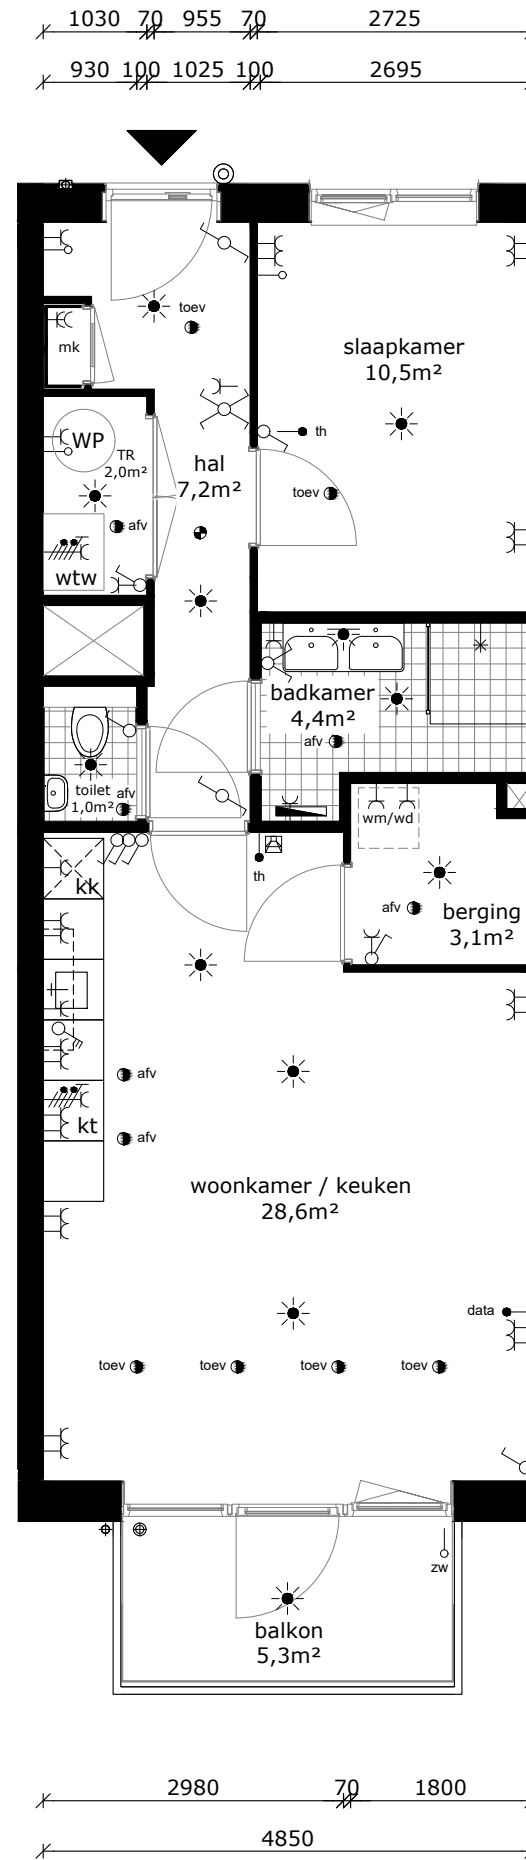 1030 70 955 70 2725
930 100 1025 100 2695
toev
mk
slaapkamer
10,5m²
th
WP
TR
2,0m²
hal
7,2m²
toev
afv
wtw
badkamer
4,4m²
afv
toilet
1,0m²
afv
wm/wd
th
kk
afv
berging
3,1m²
afv
kt
afv
woonkamer / keuken
28,6m²
data
toev toev toev toev
zw
balkon
5,3m²
2980 70 1800
4850